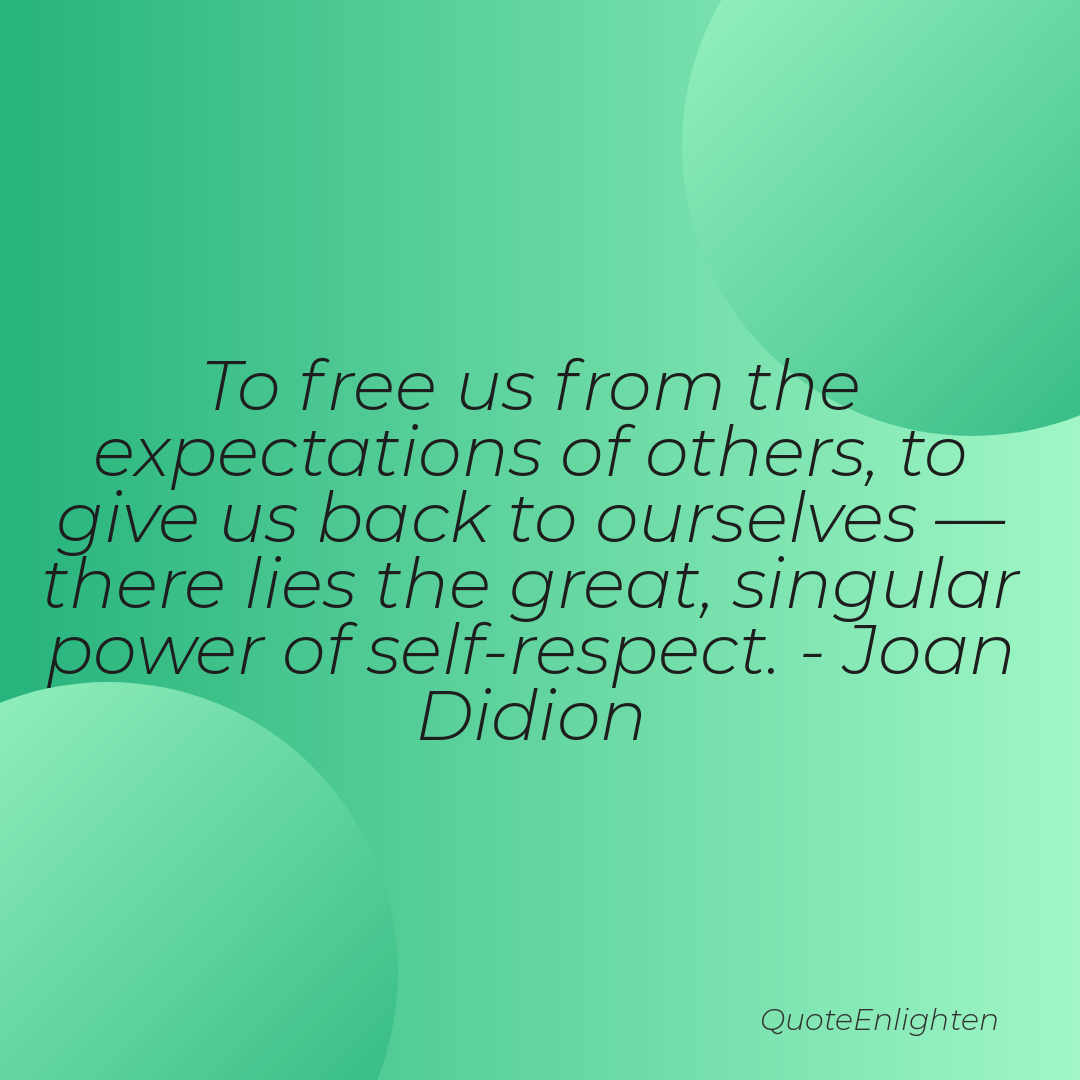 To free us from the
expectations of others, to
give us back to ourselves —
there lies the great, singular
power of self-respect. - Joan
Didion
QuoteEnlighten